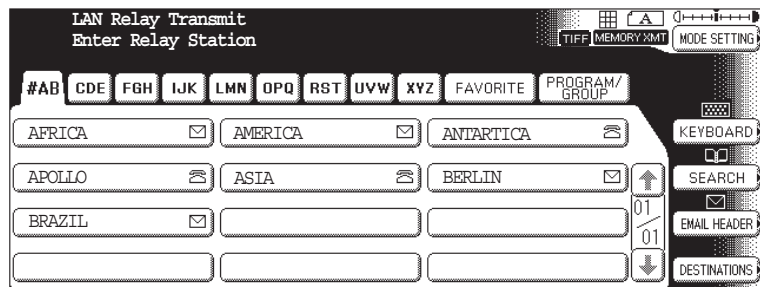 LAN Relay Transmit
Enter Relay Station
A
TIFF MEMORY XMT
MODE SETTING
#AB CDE FGH IJK LMN OPQ RST UVW XYZ FAVORITE PROGRAM/
GROUP
AFRICA AMERICA ANTARTICA
KEYBOARD
APOLLO ASIA BERLIN
SEARCH
BRAZIL
01
01
EMAIL HEADER
DESTINATIONS